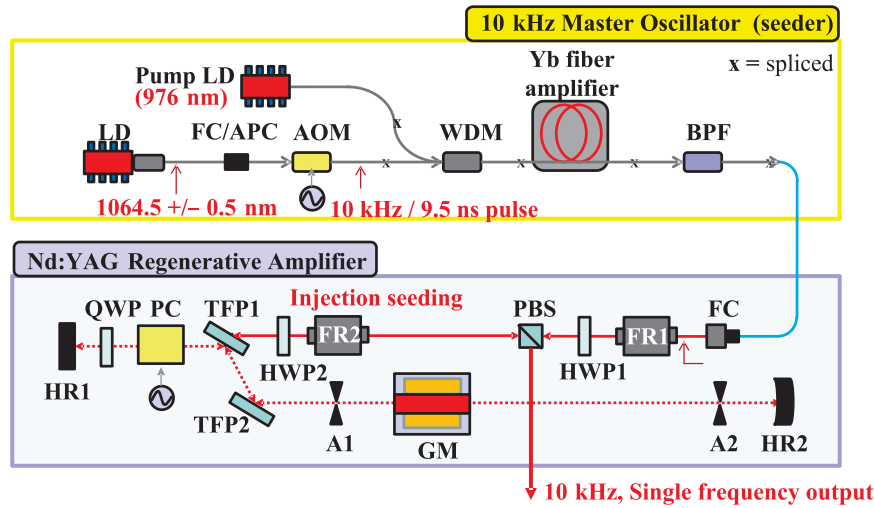 10 kHz Master Oscillator (seeder)
x = spliced
Pump LD
(976 nm)
Yb fiber
amplifier
LD
FC/APC
AOM
WDM
BPF
x
x
x
x
x
1064.5 +/− 0.5 nm
10 kHz / 9.5 ns pulse
Nd:YAG Regenerative Amplifier
QWP
PC
TFP1
Injection seeding
PBS
FC
FR2
FR1
HR1
HWP2
HWP1
TFP2
A1
GM
A2
HR2
10 kHz, Single frequency output